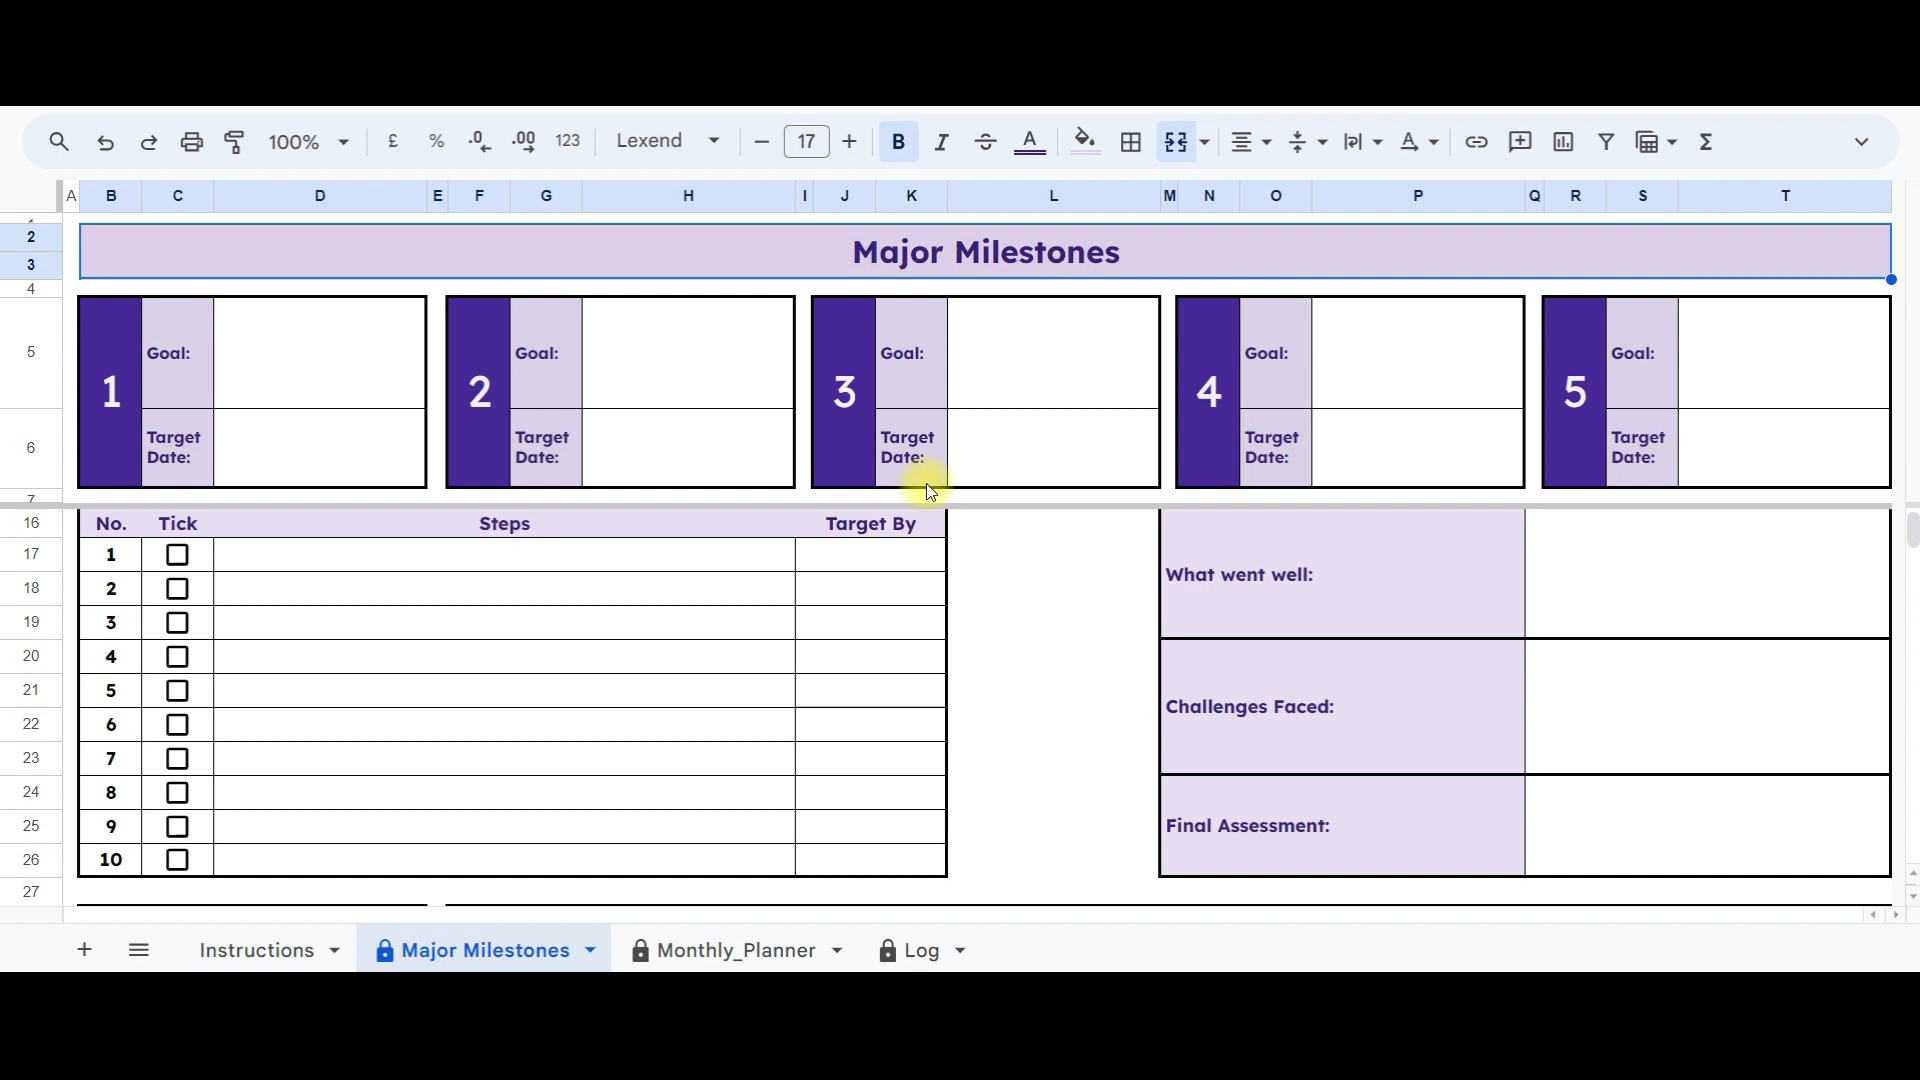 100% £ % .0 .00 123 Lexend 17 B I A A Σ
A B C D E F G H I J K L M N O P Q R S T
1
2
3
Major Milestones
4
5
6
7
1 Goal: Target Date:
2 Goal: Target Date:
3 Goal: Target Date:
4 Goal: Target Date:
5 Goal: Target Date:
16 No. Tick Steps Target By
17 1
18 2
19 3
20 4
21 5
22 6
23 7
24 8
25 9
26 10
27
What went well:
Challenges Faced:
Final Assessment:
Instructions Major Milestones Monthly_Planner Log